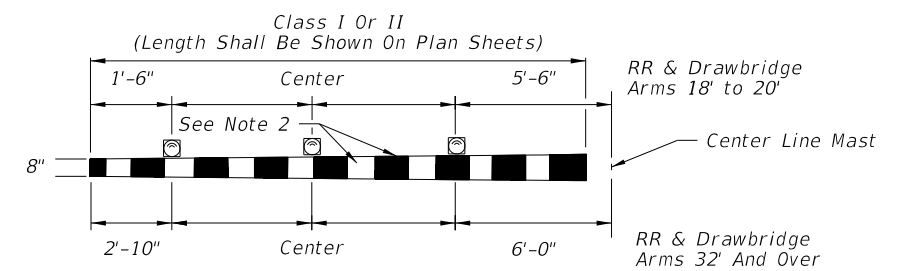 Class I Or II
(Length Shall Be Shown On Plan Sheets)
1'-6" Center 5'-6"
RR & Drawbridge
Arms 18' to 20'
See Note 2
Center Line Mast
8"
2'-10" Center 6'-0"
RR & Drawbridge
Arms 32' And Over